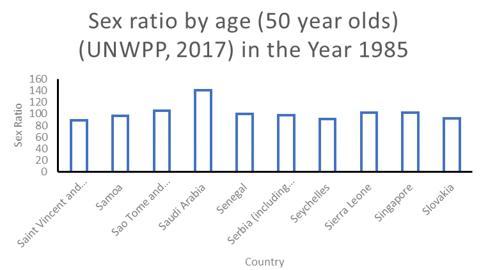 Sex ratio by age (50 year olds)
(UNWPP, 2017) in the Year 1985
Sex Ratio
160
140
120
100
80
60
40
20
0
Saint Vincent and...
Samoa
Sao Tome and...
Saudi Arabia
Senegal
Serbia (including...
Seychelles
Sierra Leone
Singapore
Slovakia
Country